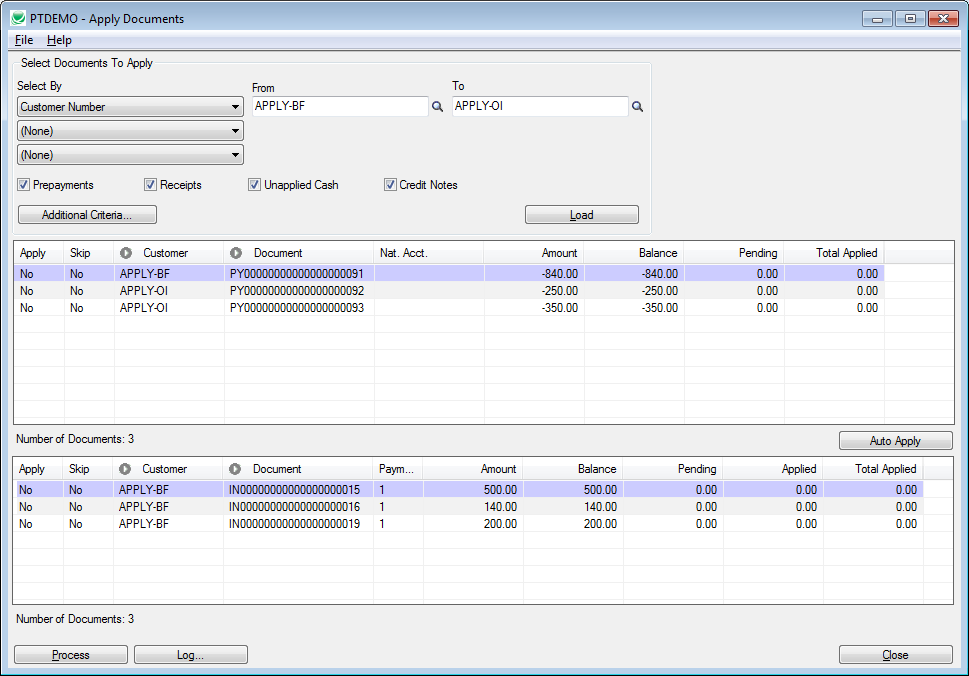 PTDEMO - Apply Documents
File Help
Select Documents To Apply
Select By From To
Customer Number APPLY-BF APPLY-OI
(None)
(None)
Prepayments Receipts Unapplied Cash Credit Notes
Additional Criteria... Load
Apply Skip Customer Document Nat. Acct. Amount Balance Pending Total Applied
No No APPLY-BF PY00000000000000000091 -840.00 -840.00 0.00 0.00
No No APPLY-OI PY00000000000000000092 -250.00 -250.00 0.00 0.00
No No APPLY-OI PY00000000000000000093 -350.00 -350.00 0.00 0.00
Number of Documents: 3
Auto Apply
Apply Skip Customer Document Paym... Amount Balance Pending Applied Total Applied
No No APPLY-BF IN00000000000000000015 1 500.00 500.00 0.00 0.00 0.00
No No APPLY-BF IN00000000000000000016 1 140.00 140.00 0.00 0.00 0.00
No No APPLY-BF IN00000000000000000019 1 200.00 200.00 0.00 0.00 0.00
Number of Documents: 3
Process Log... Close